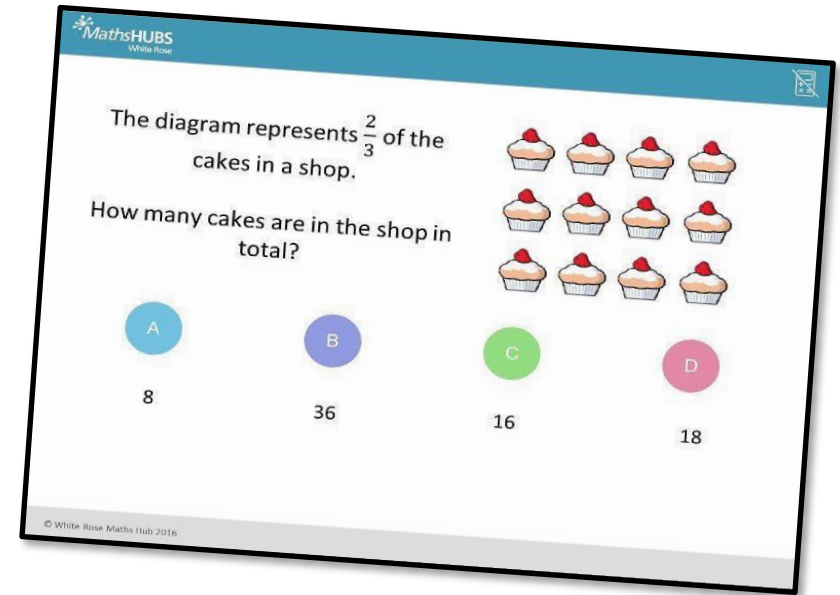 MathsHUBS
White Rose
The diagram represents 2/3 of the
cakes in a shop.
How many cakes are in the shop in
total?
A
B
C
D
8
36
16
18
© White Rose Maths Hub 2016